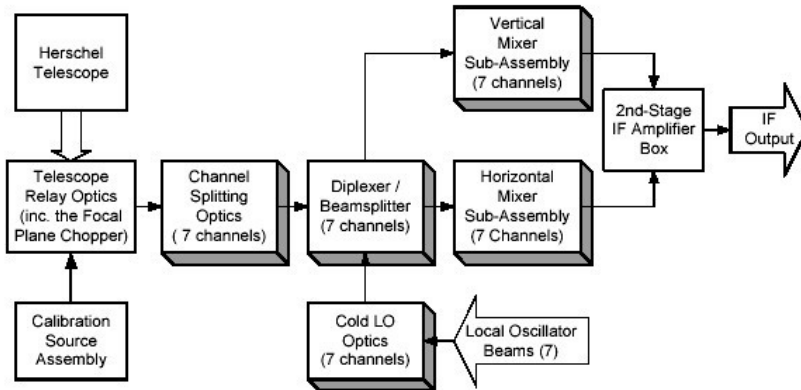 Herschel
Telescope
Telescope
Relay Optics
(inc. the Focal
Plane Chopper)
Calibration
Source
Assembly
Channel
Splitting
Optics
( 7 channels)
Diplexer /
Beamsplitter
(7 channels)
Cold LO
Optics
(7 channels)
Local Oscillator
Beams (7)
Vertical
Mixer
Sub-Assembly
(7 channels)
Horizontal
Mixer
Sub-Assembly
(7 Channels)
2nd-Stage
IF Amplifier
Box
IF
Output